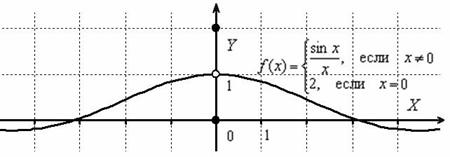 Y
f(x) = { sin x / x, если x ≠ 0
2, если x = 0
1
X
0 1